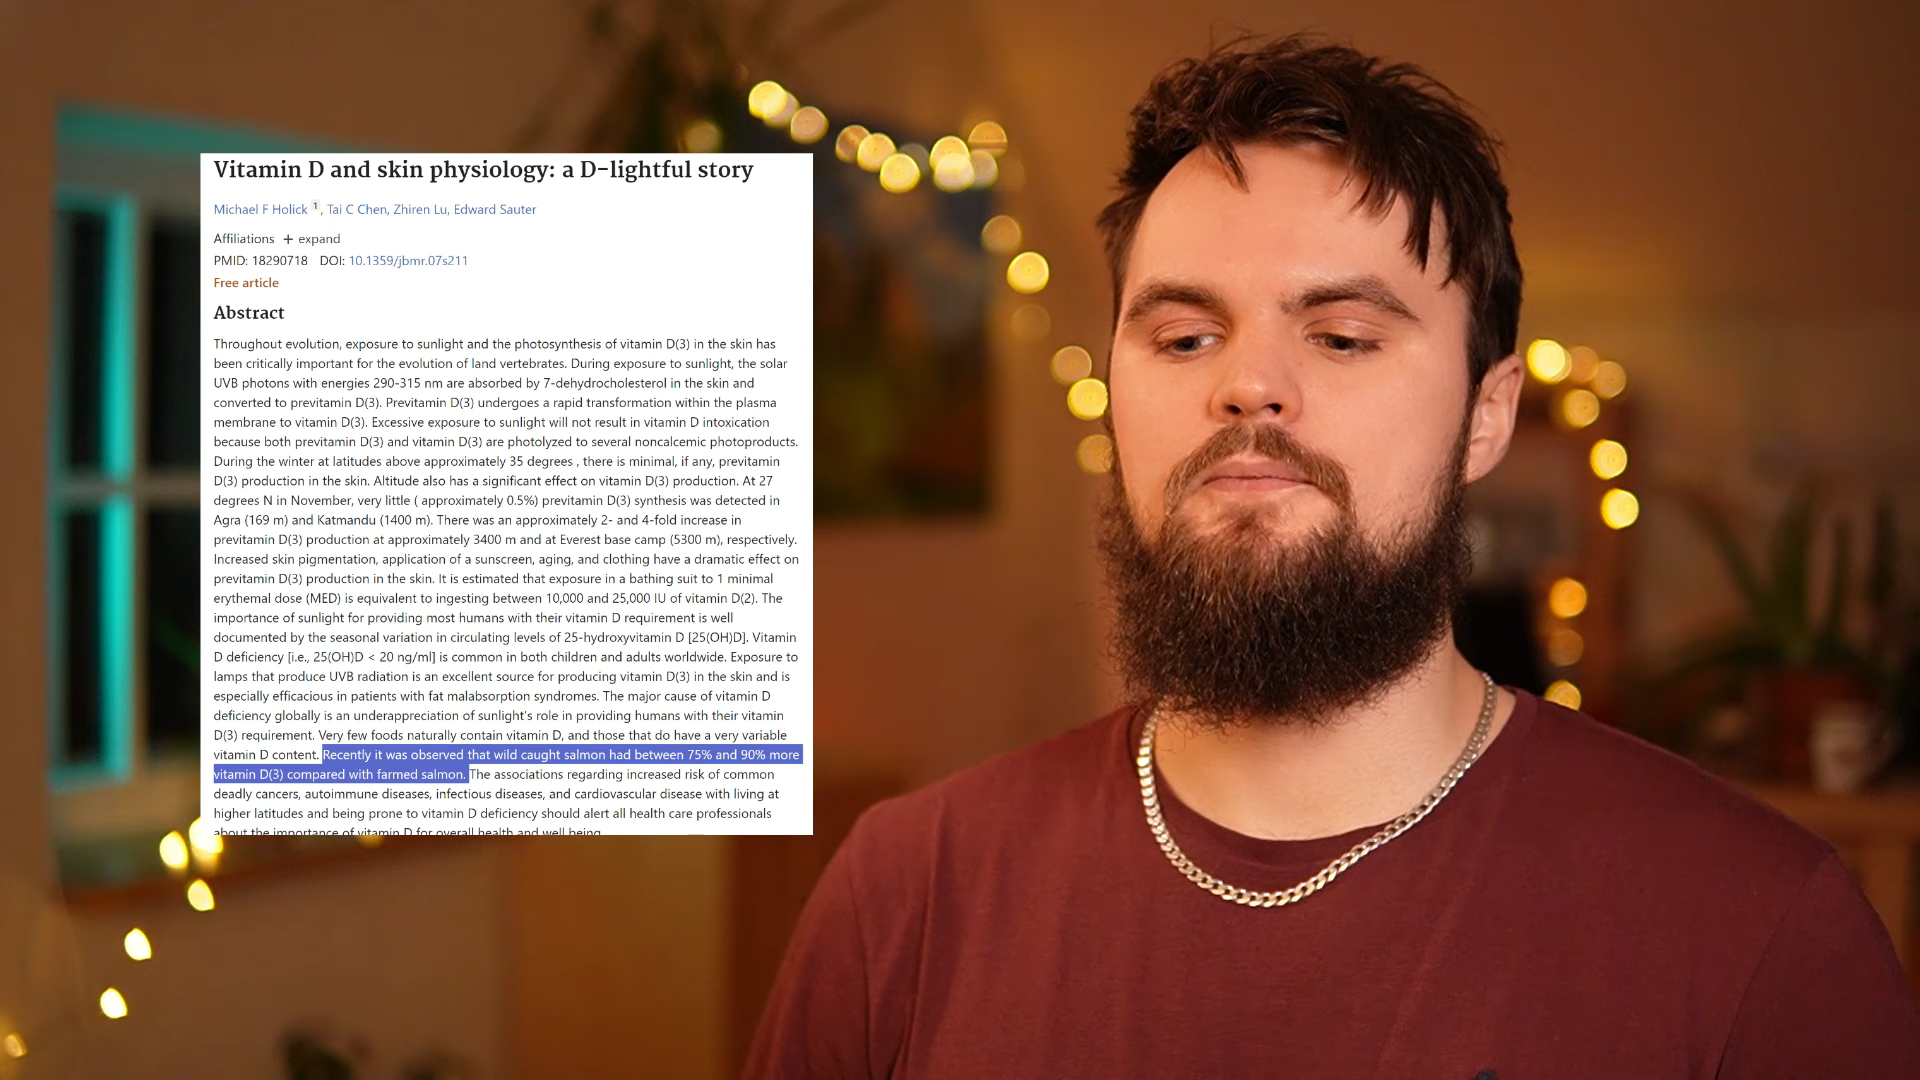 Vitamin D and skin physiology: a D-lightful story
Michael F Holick 1, Tai C Chen, Zhiren Lu, Edward Sauter
Affiliations + expand
PMID: 18290718 DOI: 10.1359/jbmr.07s211
Free article
Abstract
Throughout evolution, exposure to sunlight and the photosynthesis of vitamin D(3) in the skin has
been critically important for the evolution of land vertebrates. During exposure to sunlight, the solar
UVB photons with energies 290-315 nm are absorbed by 7-dehydrocholesterol in the skin and
converted to previtamin D(3). Previtamin D(3) undergoes a rapid transformation within the plasma
membrane to vitamin D(3). Excessive exposure to sunlight will not result in vitamin D intoxication
because both previtamin D(3) and vitamin D(3) are photolyzed to several noncalcemic photoproducts.
During the winter at latitudes above approximately 35 degrees , there is minimal, if any, previtamin
D(3) production in the skin. Altitude also has a significant effect on vitamin D(3) production. At 27
degrees N in November, very little ( approximately 0.5%) previtamin D(3) synthesis was detected in
Agra (169 m) and Katmandu (1400 m). There was an approximately 2- and 4-fold increase in
previtamin D(3) production at approximately 3400 m and at Everest base camp (5300 m), respectively.
Increased skin pigmentation, application of a sunscreen, aging, and clothing have a dramatic effect on
previtamin D(3) production in the skin. It is estimated that exposure in a bathing suit to 1 minimal
erythemal dose (MED) is equivalent to ingesting between 10,000 and 25,000 IU of vitamin D(2). The
importance of sunlight for providing most humans with their vitamin D requirement is well
documented by the seasonal variation in circulating levels of 25-hydroxyvitamin D [25(OH)D]. Vitamin
D deficiency [i.e., 25(OH)D < 20 ng/ml] is common in both children and adults worldwide. Exposure to
lamps that produce UVB radiation is an excellent source for producing vitamin D(3) in the skin and is
especially efficacious in patients with fat malabsorption syndromes. The major cause of vitamin D
deficiency globally is an underappreciation of sunlight's role in providing humans with their vitamin
D(3) requirement. Very few foods naturally contain vitamin D, and those that do have a very variable
vitamin D content. Recently it was observed that wild caught salmon had between 75% and 90% more
vitamin D(3) compared with farmed salmon. The associations regarding increased risk of common
deadly cancers, autoimmune diseases, infectious diseases, and cardiovascular disease with living at
higher latitudes and being prone to vitamin D deficiency should alert all health care professionals
about the importance of vitamin D for overall health and well being.